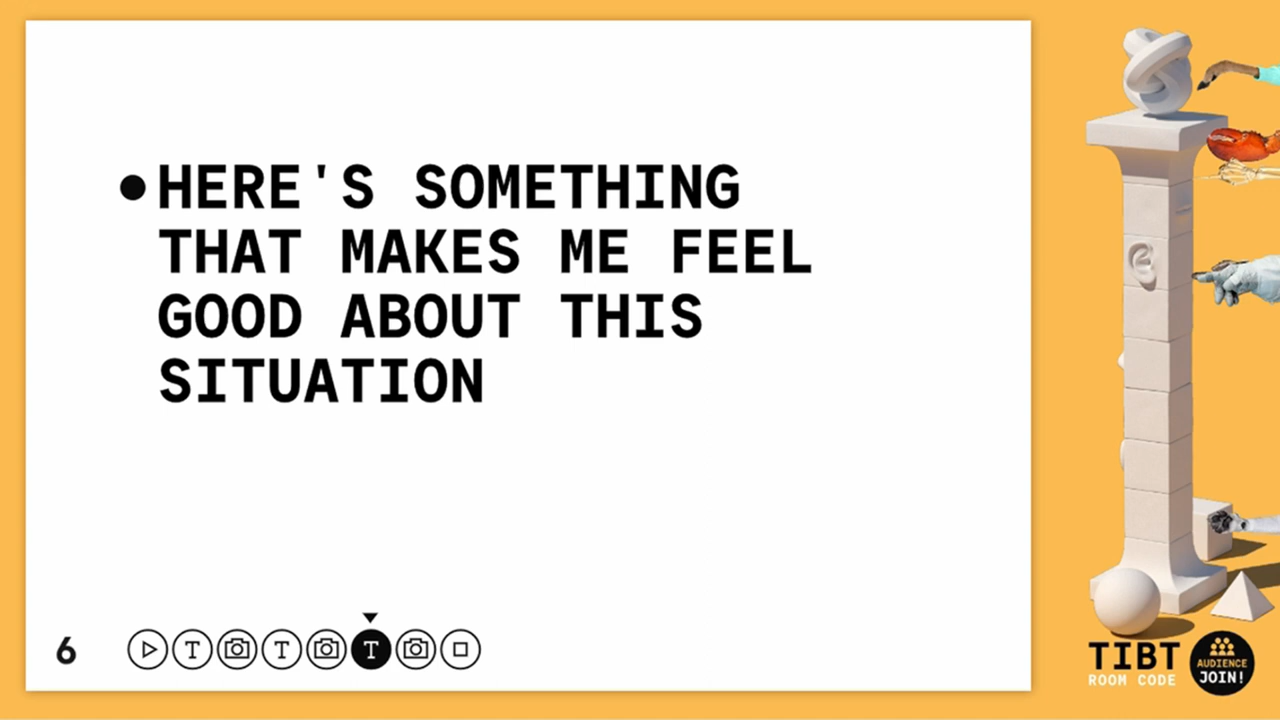 ●HERE'S SOMETHING
THAT MAKES ME FEEL
GOOD ABOUT THIS
SITUATION
6
T T T
TIBT
ROOM CODE
AUDIENCE
JOIN!